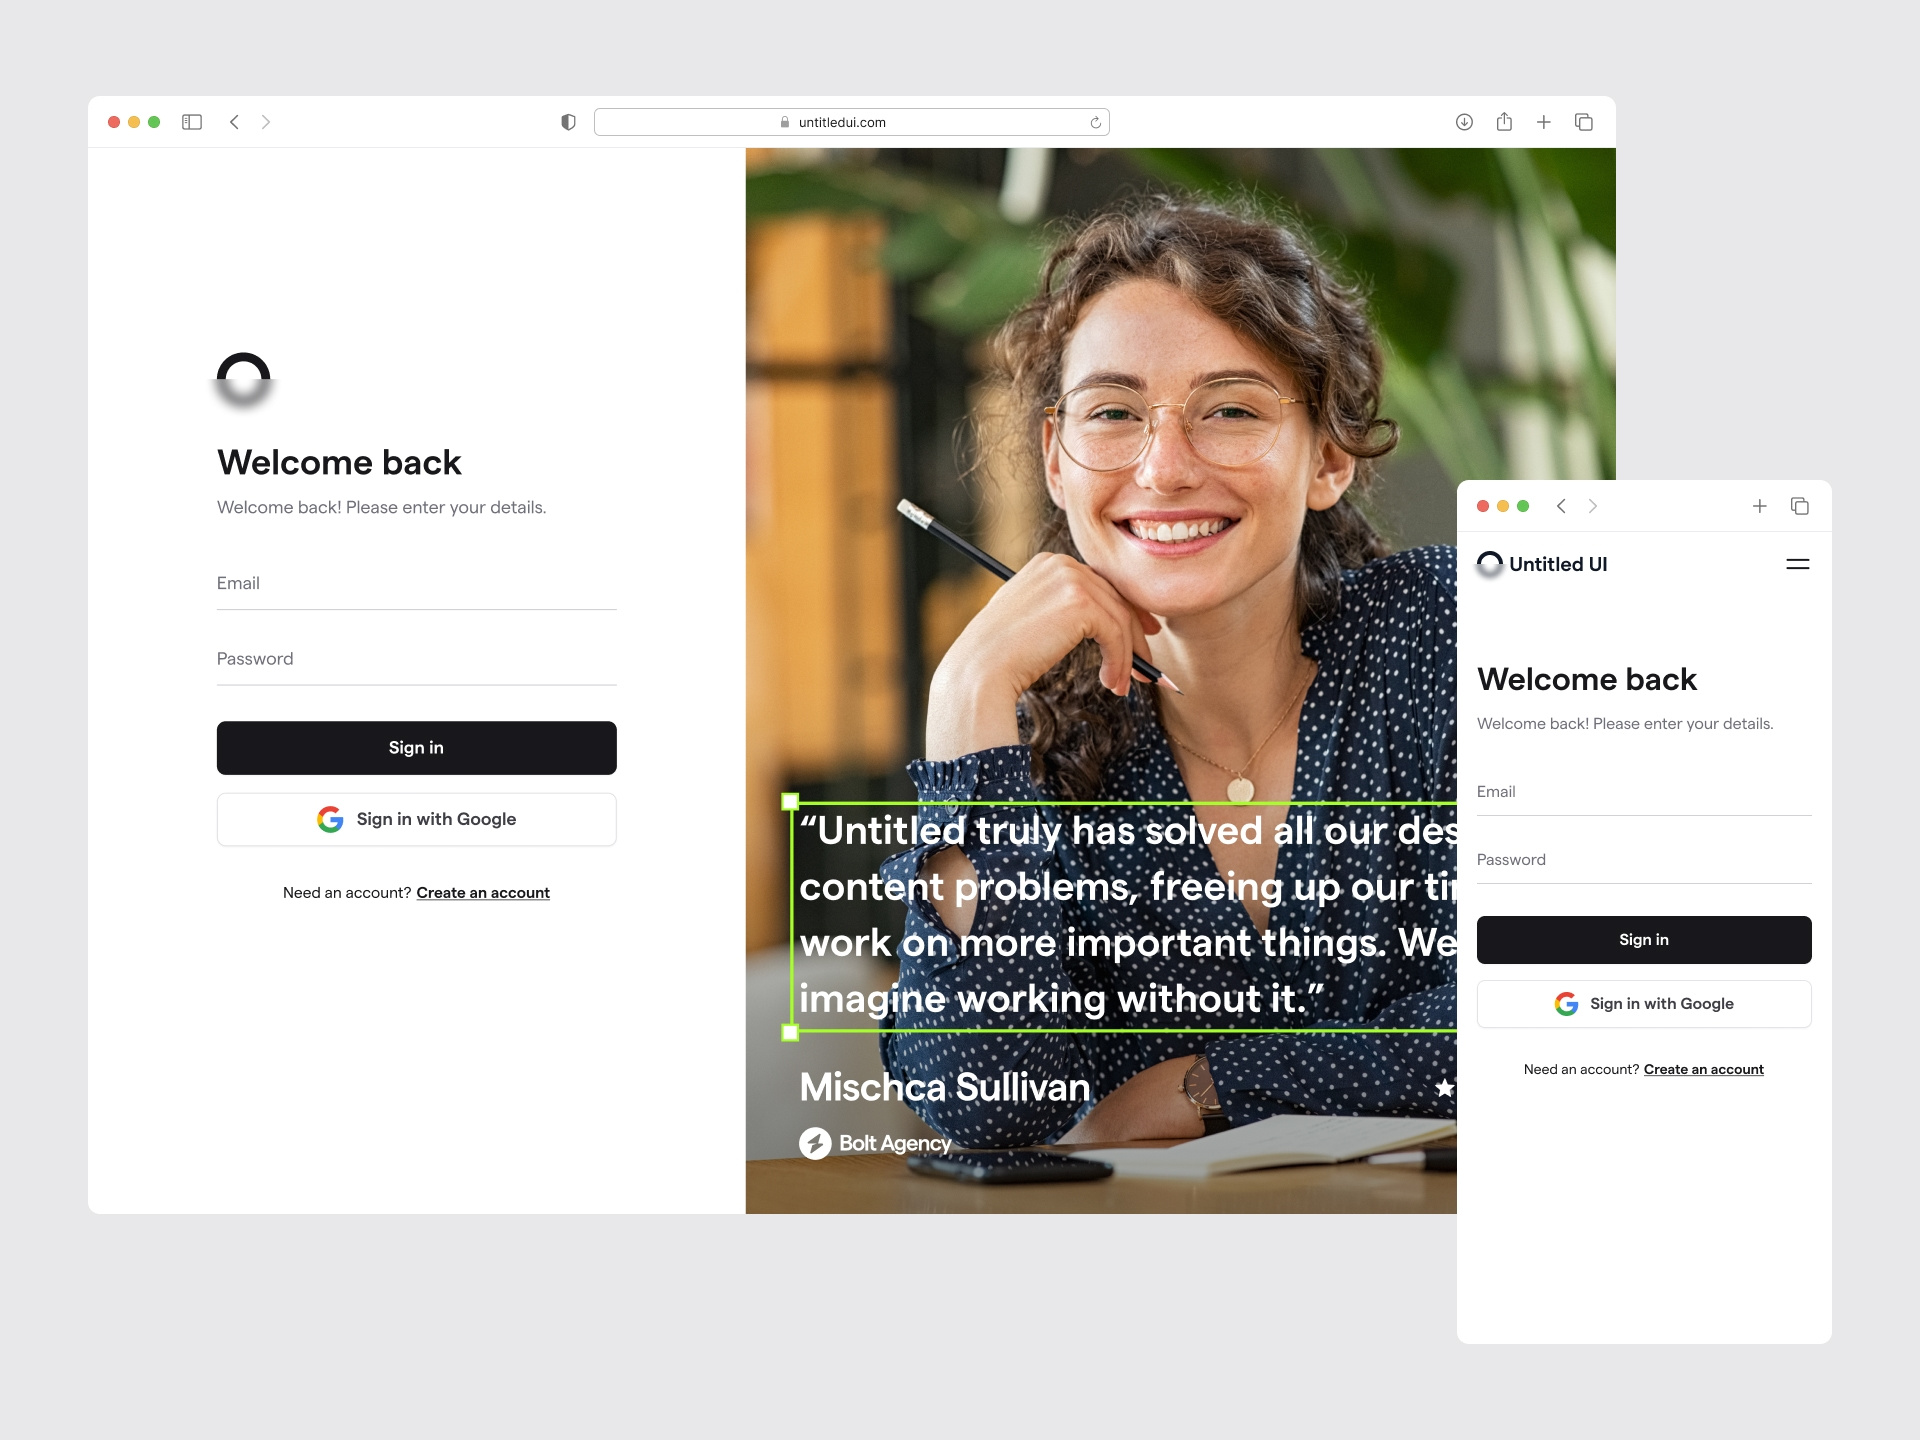 untitledui.com
Welcome back
Welcome back! Please enter your details.
Email
Password
Sign in
Sign in with Google
Need an account? Create an account
“Untitled truly has solved all our des
content problems, freeing up our
work on more important things. We
imagine working without it.”
Mischca Sullivan
Bolt Agency
Untitled UI
Welcome back
Welcome back! Please enter your details.
Email
Password
Sign in
Sign in with Google
Need an account? Create an account